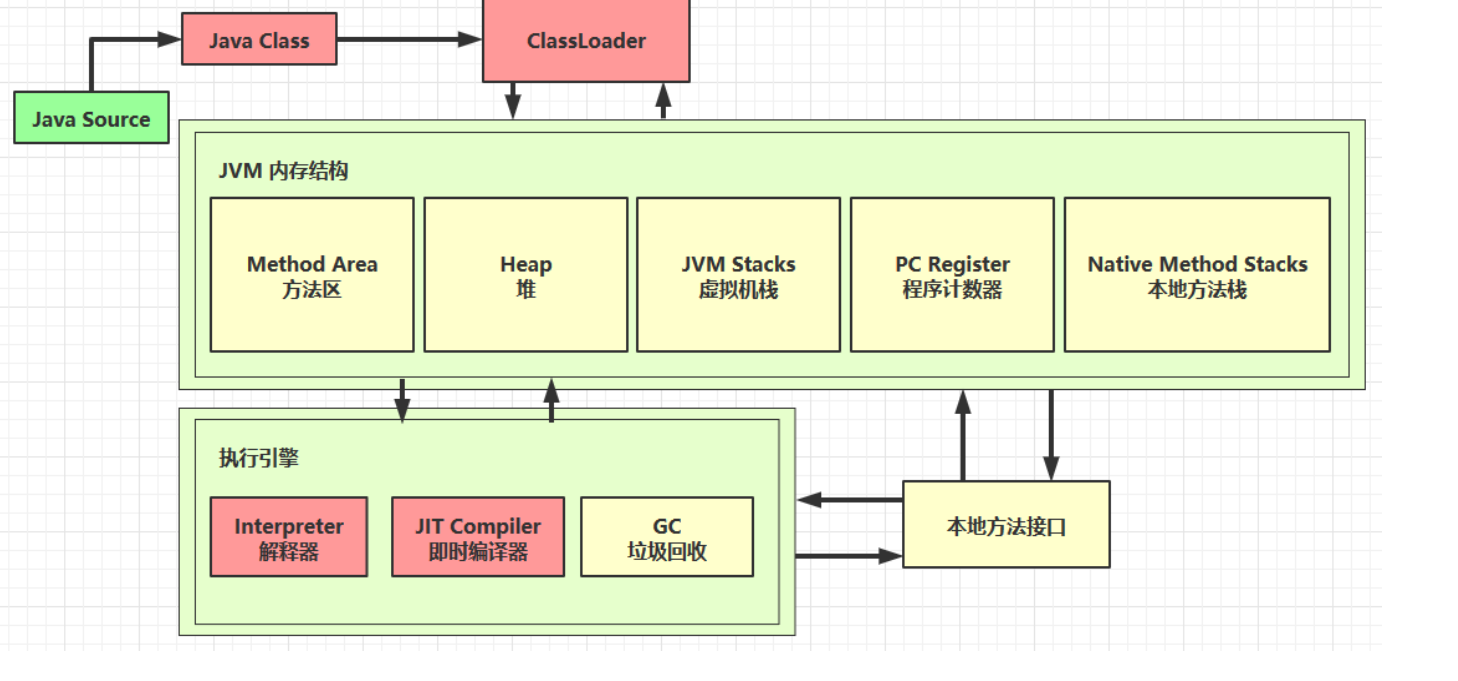 Java Class
ClassLoader
Java Source
JVM 内存结构
Method Area
方法区
Heap
堆
JVM Stacks
虚拟机栈
PC Register
程序计数器
Native Method Stacks
本地方法栈
执行引擎
Interpreter
解释器
JIT Compiler
即时编译器
GC
垃圾回收
本地方法接口